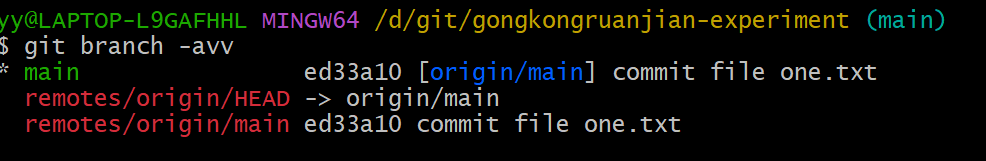 yy@LAPTOP-L9GAFHHL MINGW64 /d/git/gongkongruanjian-experiment (main)
$ git branch -avv
* main                ed33a10 [origin/main] commit file one.txt
  remotes/origin/HEAD -> origin/main
  remotes/origin/main ed33a10 commit file one.txt